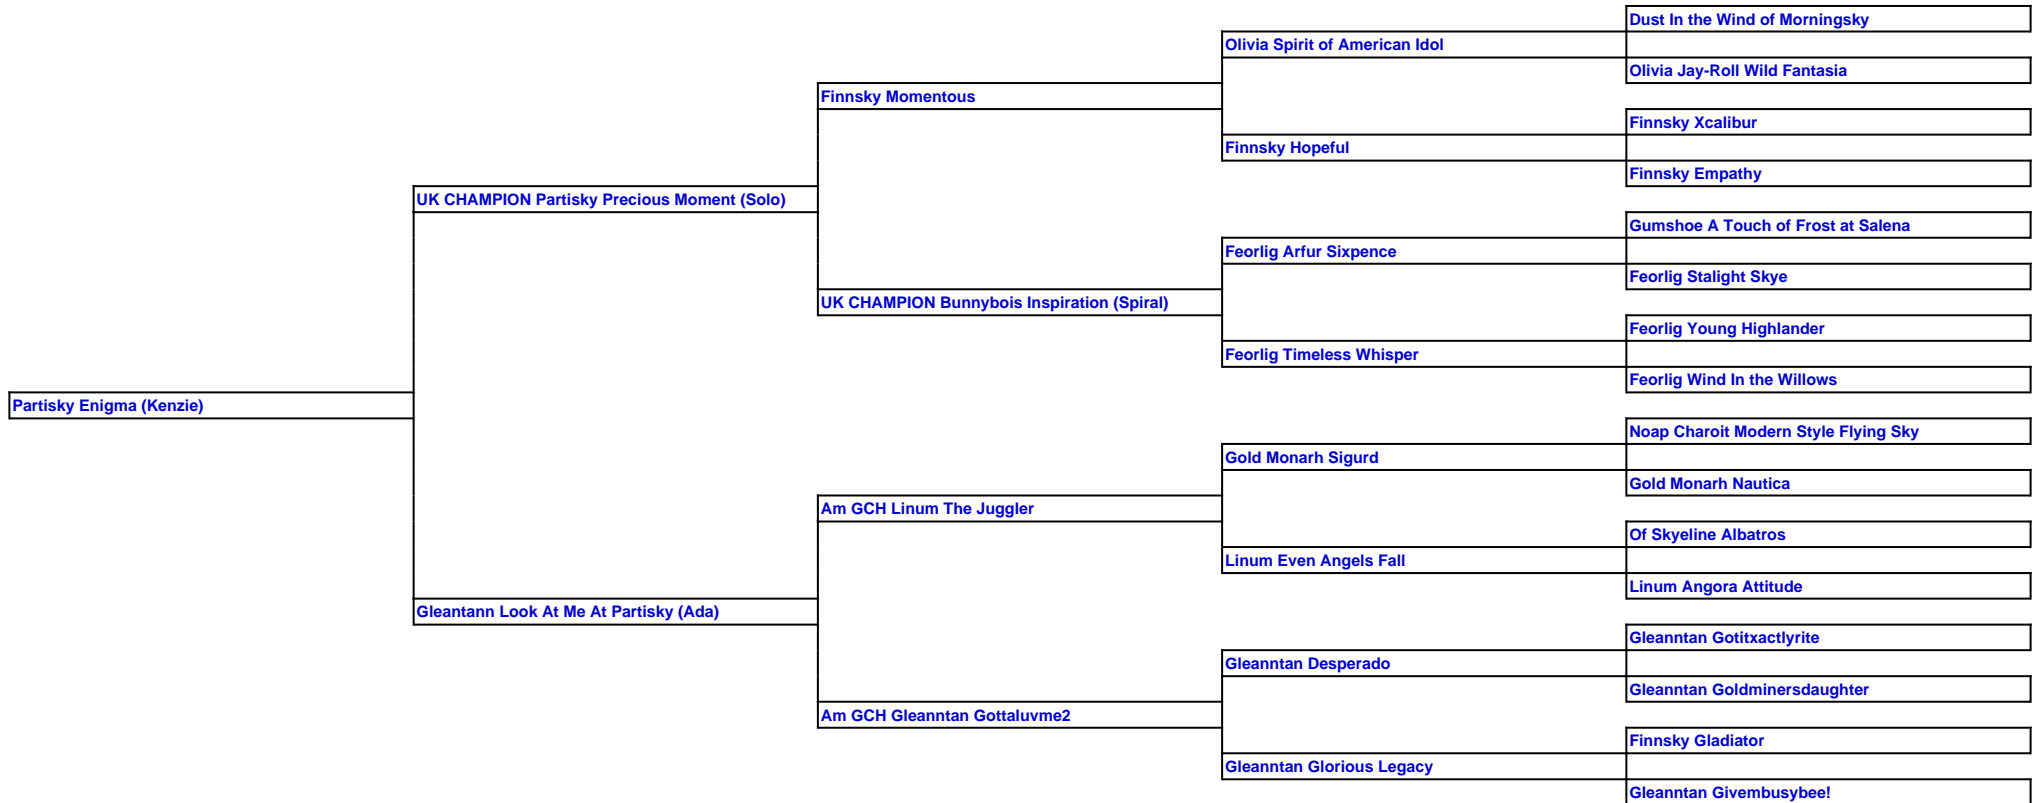 Dust In the Wind of Morningsky
Olivia Spirit of American Idol
Olivia Jay-Roll Wild Fantasia
Finnsky Momentous
Finnsky Xcalibur
Finnsky Hopeful
Finnsky Empathy
UK CHAMPION Partisky Precious Moment (Solo)
Gumshoe A Touch of Frost at Salena
Feorlig Arfur Sixpence
Feorlig Stalight Skye
UK CHAMPION Bunnybois Inspiration (Spiral)
Feorlig Young Highlander
Feorlig Timeless Whisper
Feorlig Wind In the Willows
Partisky Enigma (Kenzie)
Noap Charoit Modern Style Flying Sky
Gold Monarh Sigurd
Gold Monarh Nautica
Am GCH Linum The Juggler
Of Skyeline Albatros
Linum Even Angels Fall
Linum Angora Attitude
Gleantann Look At Me At Partisky (Ada)
Gleanntan Gotitxactlyrite
Gleanntan Desperado
Gleanntan Goldminersdaughter
Am GCH Gleanntan Gottaluvme2
Finnsky Gladiator
Gleanntan Glorious Legacy
Gleanntan Givembusybee!